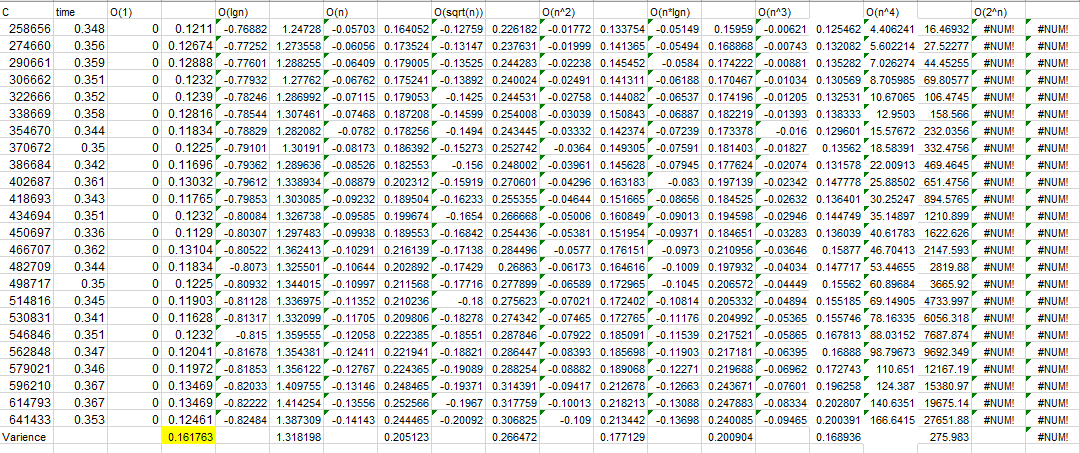 C time O(1) O(lgn) O(n) O(sqrt(n)) O(n^2) O(n*lgn) O(n^3) O(n^4) O(2^n)
258656 0.348 0 0.1211 -0.76882 1.24728 -0.05703 0.164052 -0.12759 0.226182 -0.01772 0.133754 -0.05149 0.15959 -0.00621 0.125462 4.406241 16.46932 #NUM! #NUM!
274660 0.356 0 0.12674 -0.77252 1.273558 -0.06056 0.173524 -0.13147 0.237631 -0.01999 0.141365 -0.05494 0.168868 -0.00743 0.132082 5.602214 27.52277 #NUM! #NUM!
290661 0.359 0 0.12888 -0.77601 1.288255 -0.06409 0.179005 -0.13525 0.244283 -0.02238 0.145452 -0.0584 0.174222 -0.00881 0.135282 7.026274 44.45255 #NUM! #NUM!
306662 0.351 0 0.1232 -0.77932 1.27762 -0.06762 0.175241 -0.13892 0.240024 -0.02491 0.141311 -0.06188 0.170467 -0.01034 0.130569 8.705985 69.80577 #NUM! #NUM!
322666 0.352 0 0.1239 -0.78246 1.286992 -0.07115 0.179053 -0.1425 0.244531 -0.02758 0.144082 -0.06537 0.174196 -0.01205 0.132531 10.67065 106.4745 #NUM! #NUM!
338669 0.358 0 0.12816 -0.78544 1.307461 -0.07468 0.187208 -0.14599 0.254008 -0.03039 0.150843 -0.06887 0.182219 -0.01393 0.138333 12.9503 158.566 #NUM! #NUM!
354670 0.344 0 0.11834 -0.78829 1.282082 -0.0782 0.178256 -0.1494 0.243445 -0.03332 0.142374 -0.07239 0.173378 -0.016 0.129601 15.57672 232.0356 #NUM! #NUM!
370672 0.35 0 0.1225 -0.79101 1.30191 -0.08173 0.186392 -0.15273 0.252742 -0.0364 0.149305 -0.07591 0.181403 -0.01827 0.13562 18.58391 332.4756 #NUM! #NUM!
386684 0.342 0 0.11696 -0.79362 1.289636 -0.08526 0.182553 -0.156 0.248002 -0.03961 0.145628 -0.07945 0.177624 -0.02074 0.131578 22.00913 469.4645 #NUM! #NUM!
402687 0.361 0 0.13032 -0.79612 1.338934 -0.08879 0.202312 -0.15919 0.270601 -0.04296 0.163183 -0.083 0.197139 -0.02342 0.147778 25.88502 651.4756 #NUM! #NUM!
418693 0.343 0 0.11765 -0.79853 1.303085 -0.09232 0.189504 -0.16233 0.255355 -0.04644 0.151665 -0.08656 0.184525 -0.02632 0.136401 30.25247 894.5765 #NUM! #NUM!
434694 0.351 0 0.1232 -0.80084 1.326738 -0.09585 0.199674 -0.1654 0.266668 -0.05006 0.160849 -0.09013 0.194598 -0.02946 0.144749 35.14897 1210.899 #NUM! #NUM!
450697 0.336 0 0.1129 -0.80307 1.297483 -0.09938 0.189553 -0.16842 0.254436 -0.05381 0.151954 -0.09371 0.184651 -0.03283 0.136039 40.61783 1622.626 #NUM! #NUM!
466707 0.362 0 0.13104 -0.80522 1.362413 -0.10291 0.216139 -0.17138 0.284496 -0.0577 0.176151 -0.0973 0.210956 -0.03646 0.15877 46.70413 2147.593 #NUM! #NUM!
482709 0.344 0 0.11834 -0.8073 1.325501 -0.10644 0.202892 -0.17429 0.26863 -0.06173 0.164616 -0.1009 0.197932 -0.04034 0.147717 53.44655 2819.88 #NUM! #NUM!
498717 0.35 0 0.1225 -0.80932 1.344015 -0.10997 0.211568 -0.17716 0.277899 -0.06589 0.172965 -0.1045 0.206572 -0.04449 0.15562 60.89684 3665.92 #NUM! #NUM!
514816 0.345 0 0.11903 -0.81128 1.336975 -0.11352 0.210236 -0.18 0.275623 -0.07021 0.172402 -0.10814 0.205332 -0.04894 0.155185 69.14905 4733.997 #NUM! #NUM!
530831 0.341 0 0.11628 -0.81317 1.332099 -0.11705 0.209806 -0.18278 0.274342 -0.07465 0.172765 -0.11176 0.204992 -0.05365 0.155746 78.16335 6056.318 #NUM! #NUM!
546846 0.351 0 0.1232 -0.815 1.359555 -0.12058 0.222385 -0.18551 0.287846 -0.07922 0.185091 -0.11539 0.217521 -0.05865 0.167813 88.03152 7687.874 #NUM! #NUM!
562848 0.347 0 0.12041 -0.81678 1.354381 -0.12411 0.221941 -0.18821 0.286447 -0.08393 0.185698 -0.11903 0.217181 -0.06395 0.16888 98.79673 9692.349 #NUM! #NUM!
579021 0.346 0 0.11972 -0.81853 1.356122 -0.12767 0.224365 -0.19089 0.288254 -0.08882 0.189068 -0.12271 0.219688 -0.06962 0.172743 110.651 12167.19 #NUM! #NUM!
596210 0.367 0 0.13469 -0.82033 1.409755 -0.13146 0.248465 -0.19371 0.314391 -0.09417 0.212678 -0.12663 0.243671 -0.07601 0.196258 124.387 15380.97 #NUM! #NUM!
614793 0.367 0 0.13469 -0.82222 1.414254 -0.13556 0.252566 -0.1967 0.317759 -0.10013 0.218213 -0.13088 0.247883 -0.08334 0.202807 140.6351 19675.14 #NUM! #NUM!
641433 0.353 0 0.12461 -0.82484 1.387309 -0.14143 0.244465 -0.20092 0.306825 -0.109 0.213442 -0.13698 0.240085 -0.09465 0.200391 166.6415 27651.88 #NUM! #NUM!
Varience 0.161763 1.318198 0.205123 0.266472 0.177129 0.200904 0.168936 275.983 #NUM!